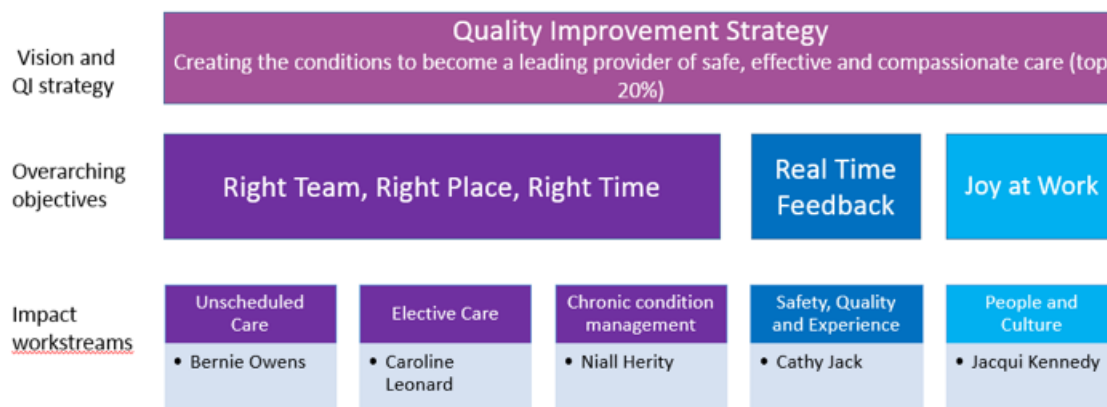 Quality Improvement Strategy
Vision and
QI strategy
Creating the conditions to become a leading provider of safe, effective and compassionate care (top
20%)
Overarching
objectives
Right Team, Right Place, Right Time
Real Time
Feedback
Joy at Work
Impact
workstreams
Unscheduled
Care
Elective Care
Chronic condition
management
Safety, Quality
and Experience
People and
Culture
• Bernie Owens
• Caroline
Leonard
• Niall Herity
• Cathy Jack
• Jacqui Kennedy